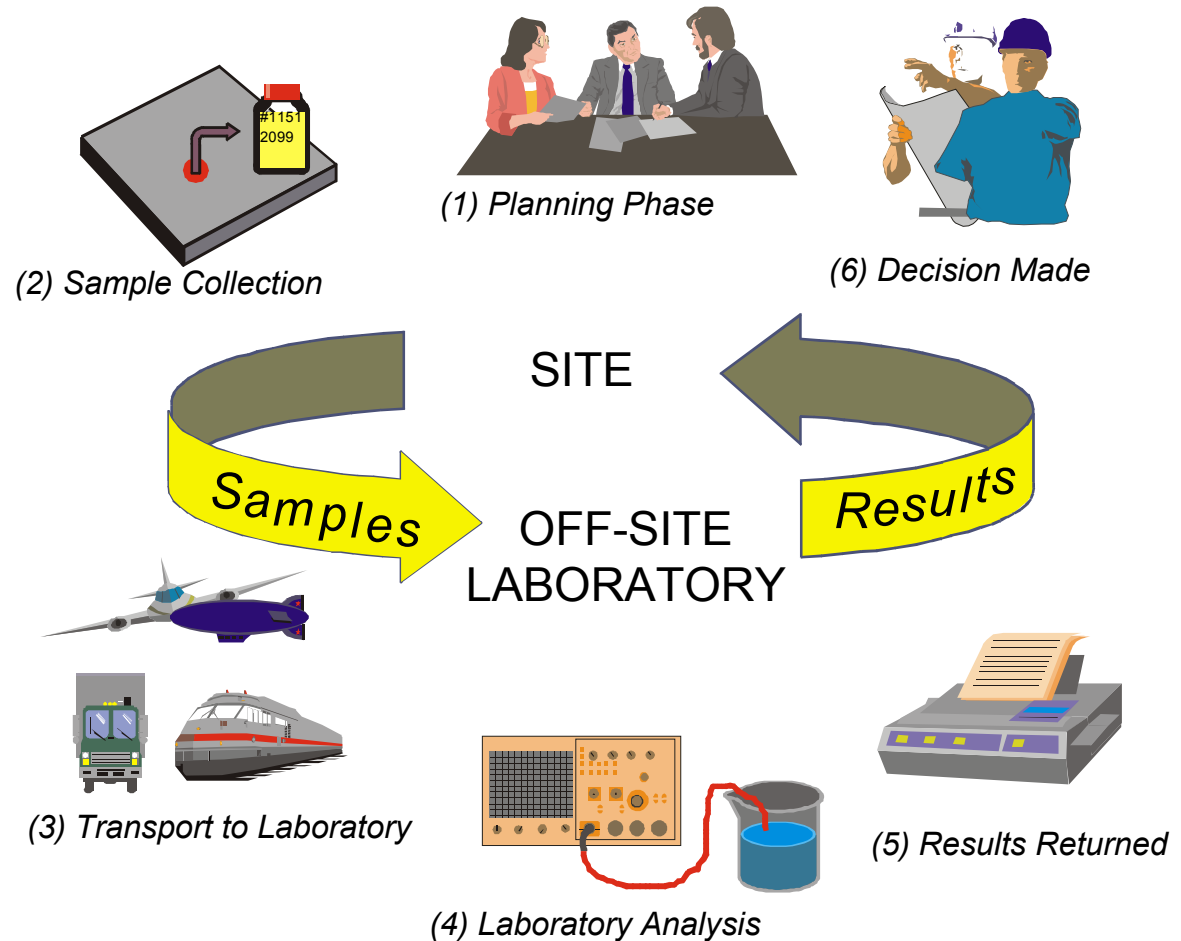 (1) Planning Phase
#1151
2099
(2) Sample Collection
(6) Decision Made
SITE
Samples
Results
OFF-SITE
LABORATORY
(3) Transport to Laboratory
(4) Laboratory Analysis
(5) Results Returned